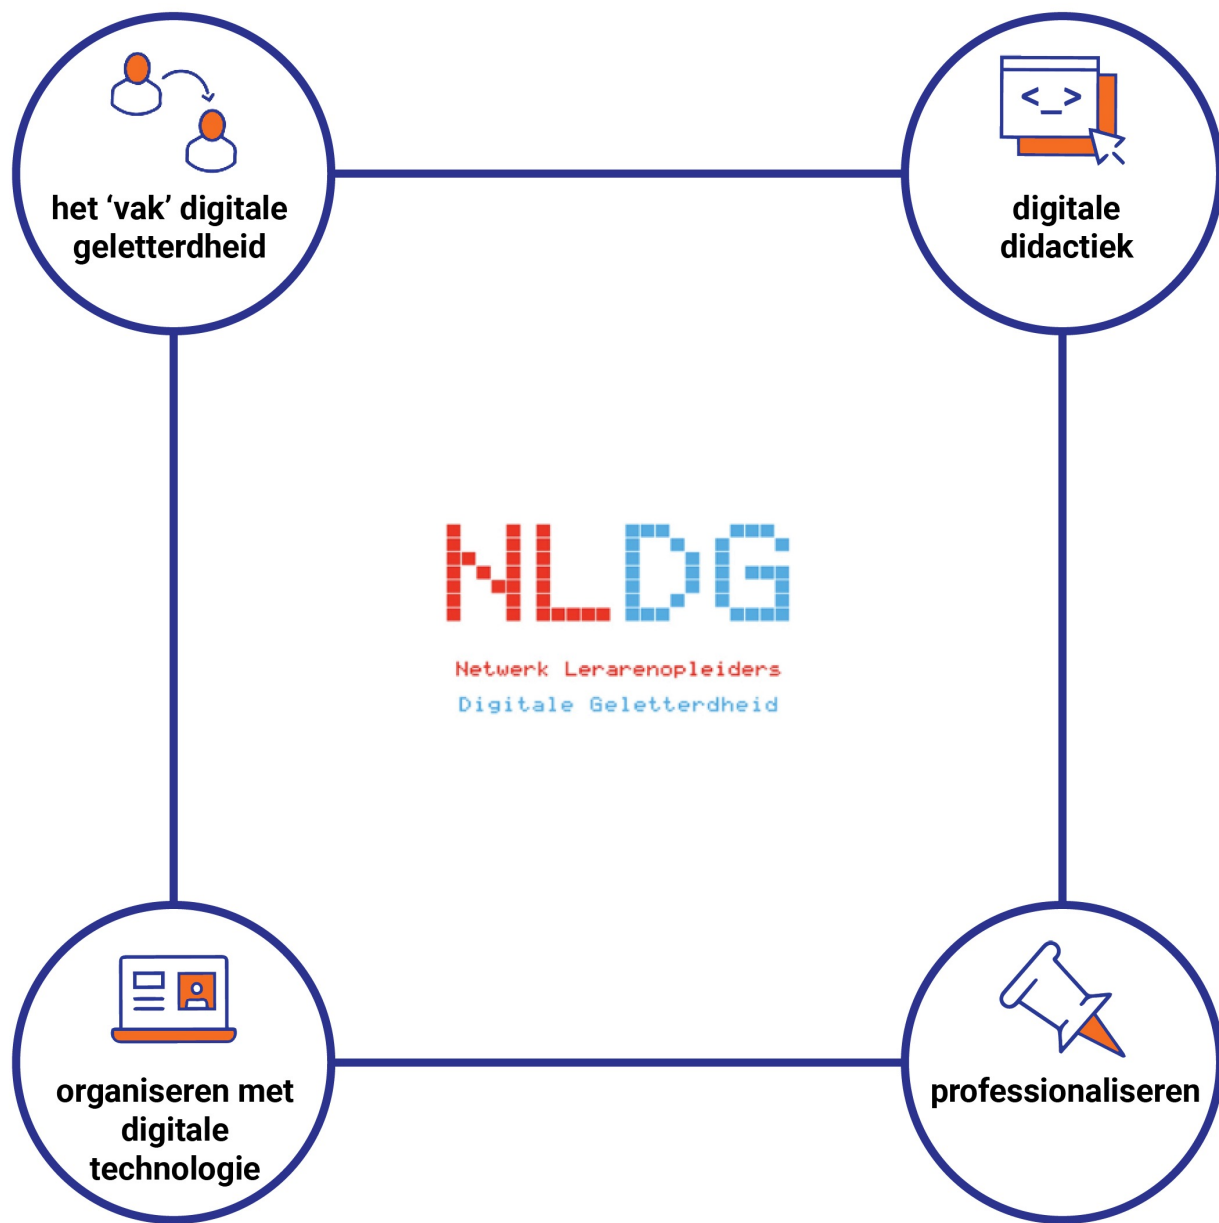 het ‘vak’ digitale
geletterdheid
<_>
digitale
didactiek
NLDG
Netwerk Lerarenopleiders
Digitale Geletterdheid
organiseren met
digitale
technologie
professionaliseren